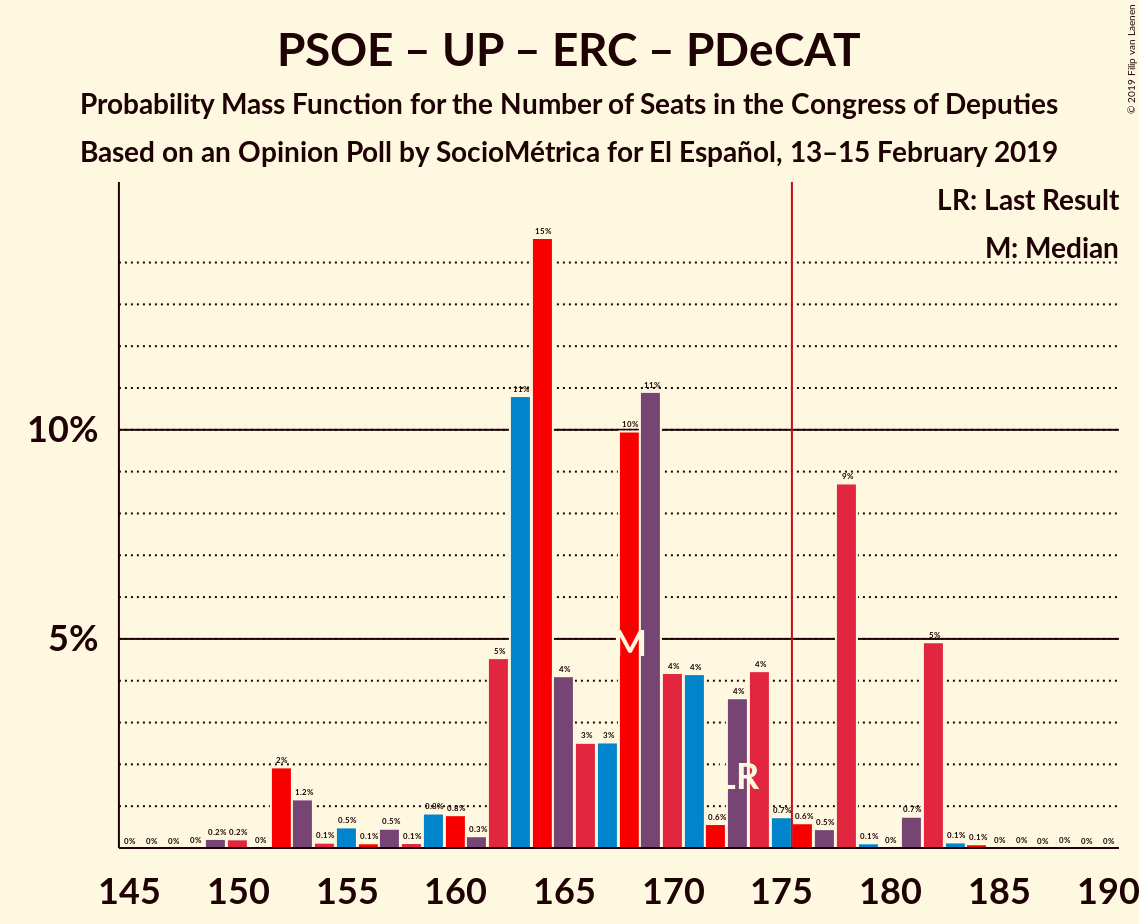 PSOE – UP – ERC – PDeCAT
Probability Mass Function for the Number of Seats in the Congress of Deputies
Based on an Opinion Poll by SocioMétrica for El Español, 13–15 February 2019
© 2019 Filip van Laenen
LR: Last Result
M: Median
10%
5%
0% 0% 0% 0% 0.2% 0.2% 0% 2% 1.2% 0.1% 0.5% 0.1% 0.5% 0.1% 0.8% 0.8% 0.3% 5% 11% 15% 4% 3% 3% 10% 11% 4% 4% 0.6% 4% 4% 0.7% 0.6% 0.5% 9% 0.1% 0% 0.7% 5% 0.1% 0.1% 0% 0% 0% 0% 0% 0%
M
LR
145 150 155 160 165 170 175 180 185 190